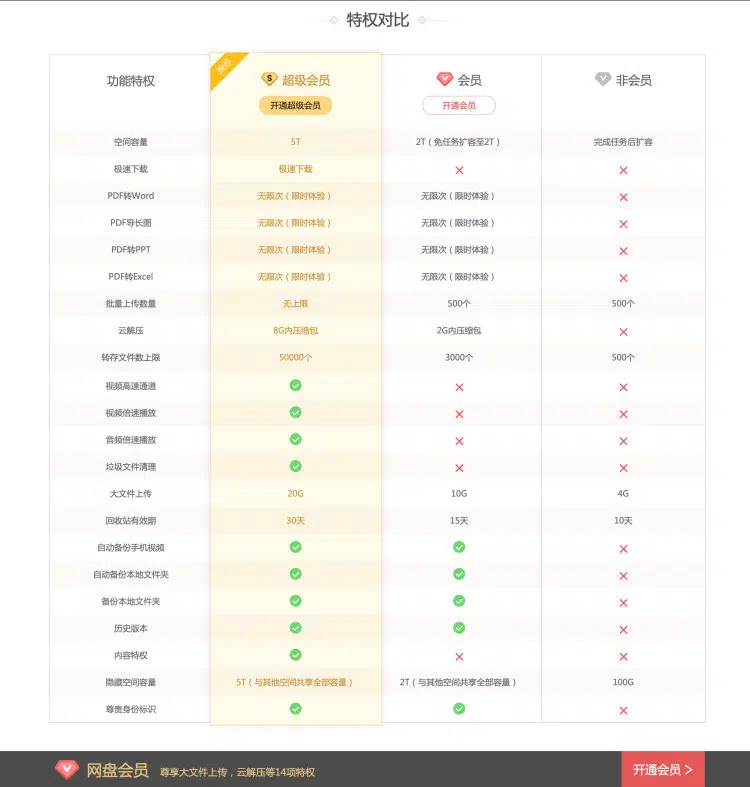 特权对比
推荐
功能特权 超级会员 会员 非会员
开通超级会员 开通会员
空间容量 5T 2T（免任务扩容至2T） 完成任务后扩容
极速下载 极速下载
PDF转Word 无限次（限时体验） 无限次（限时体验）
PDF导长图 无限次（限时体验） 无限次（限时体验）
PDF转PPT 无限次（限时体验） 无限次（限时体验）
PDF转Excel 无限次（限时体验） 无限次（限时体验）
批量上传数量 无上限 500个 500个
云解压 8G内压缩包 2G内压缩包
转存文件数上限 50000个 3000个 500个
视频高速通道
视频倍速播放
音频倍速播放
垃圾文件清理
大文件上传 20G 10G 4G
回收站有效期 30天 15天 10天
自动备份手机视频
自动备份本地文件夹
备份本地文件夹
历史版本
内容特权
隐藏空间容量 5T（与其他空间共享全部容量） 2T（与其他空间共享全部容量） 100G
尊贵身份标识
网盘会员 尊享大文件上传，云解压等14项特权 开通会员